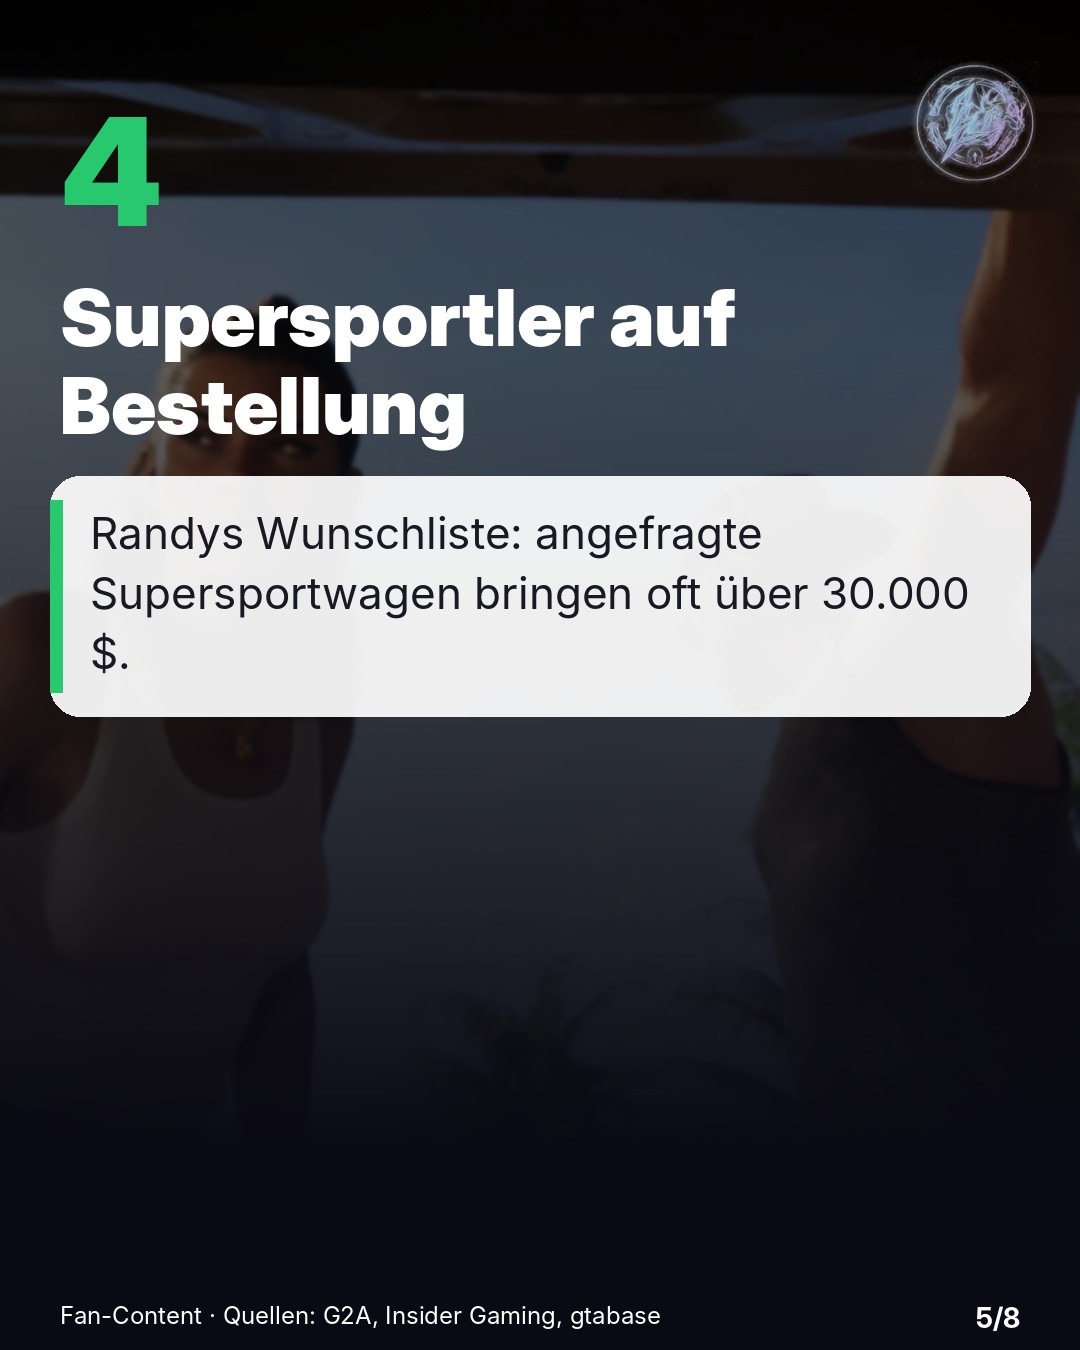 4
Supersportler auf
Bestellung
Randys Wunschliste: angefragte
Supersportwagen bringen oft über 30.000
$.
Fan-Content · Quellen: G2A, Insider Gaming, gtabase
5/8